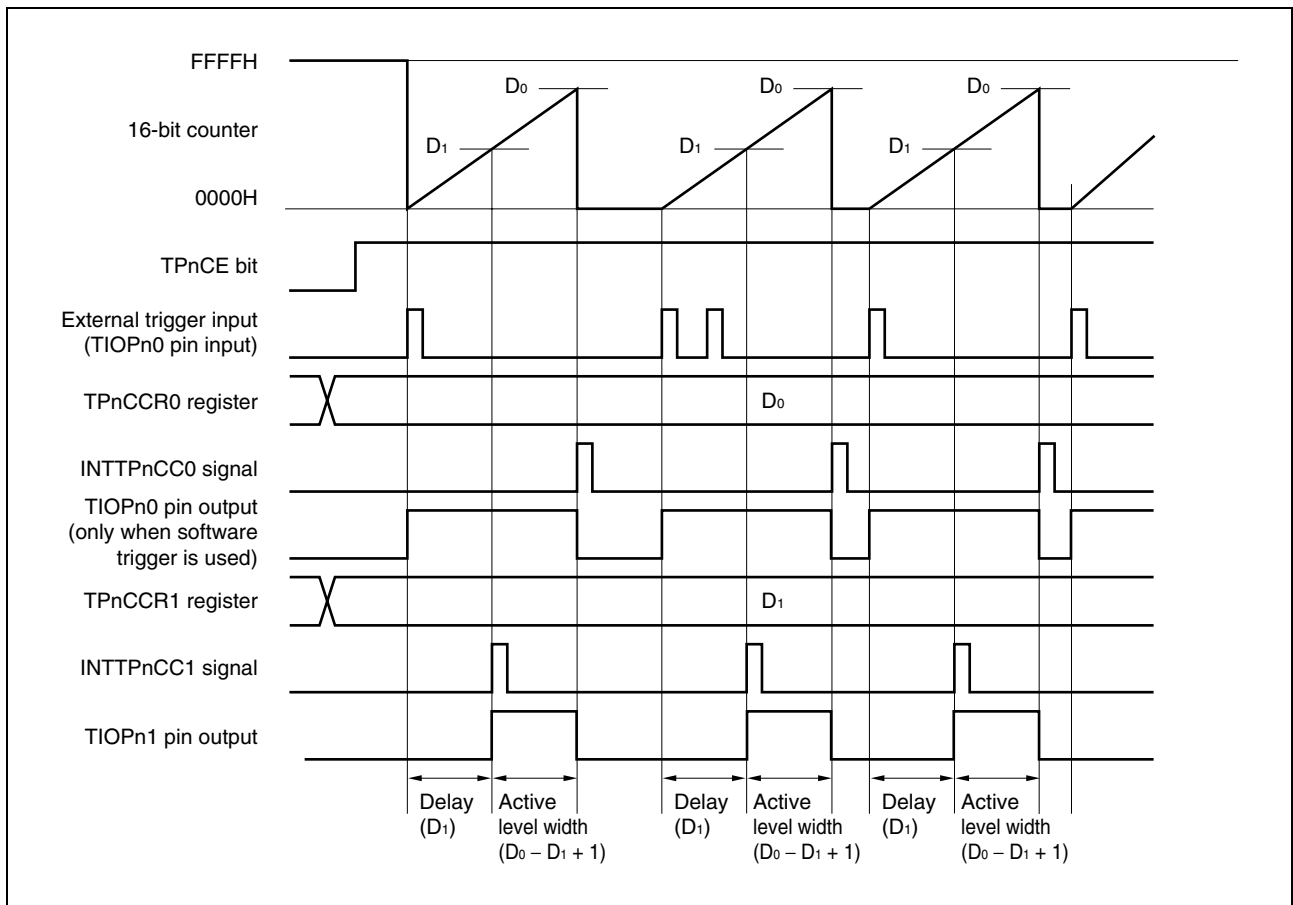 FFFFH
D0 D0 D0
16-bit counter
D1 D1 D1
0000H
TPnCE bit
External trigger input
(TIOPn0 pin input)
TPnCCR0 register
D0
INTTPnCC0 signal
TIOPn0 pin output
(only when software
trigger is used)
TPnCCR1 register
D1
INTTPnCC1 signal
TIOPn1 pin output
Delay
(D1)
Active
level width
(D0 − D1 + 1)
Delay
(D1)
Active
level width
(D0 − D1 + 1)
Delay
(D1)
Active
level width
(D0 − D1 + 1)